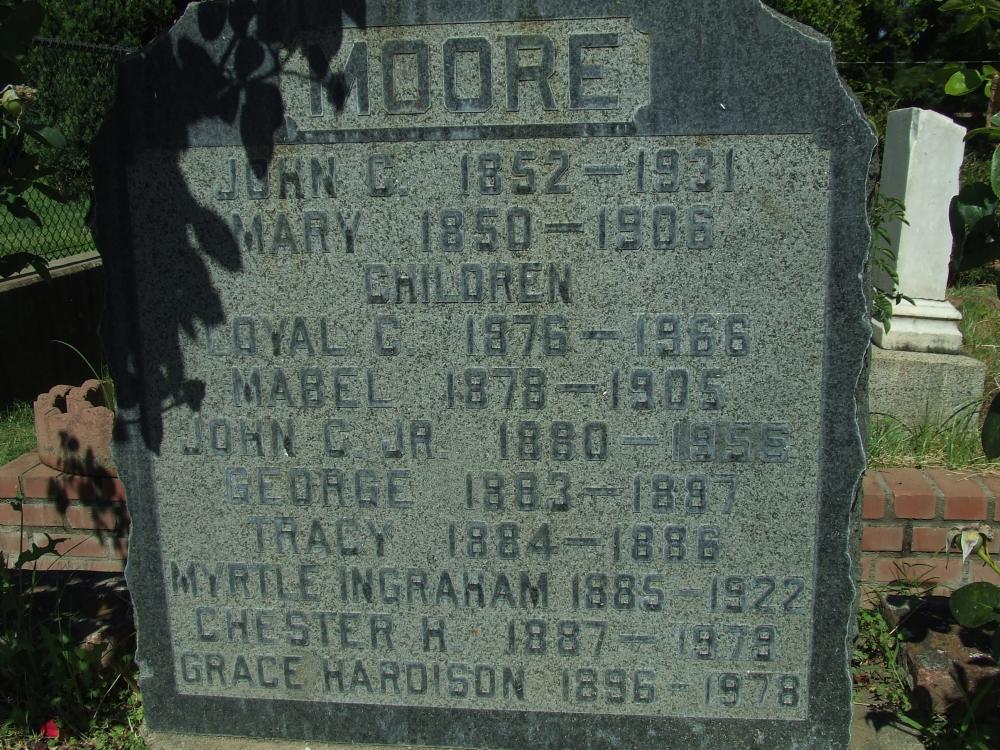 MOORE
JOHN C. 1852 — 1931
MARY 1850 — 1906
CHILDREN
LOYAL C. 1876 — 1966
MABEL 1878 — 1905
JOHN C. JR. 1880 — 1956
GEORGE 1883 — 1887
TRACY 1884 — 1886
MYRTLE INGRAHAM 1885 — 1922
CHESTER H. 1887 — 1979
GRACE HARDISON 1896 — 1978